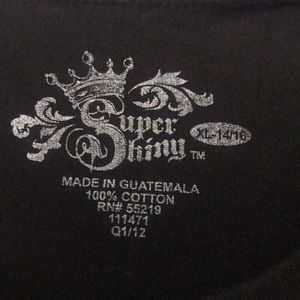 Super
Shiny ™
XL-14/16
MADE IN GUATEMALA
100% COTTON
RN# 55219
111471
Q1/12